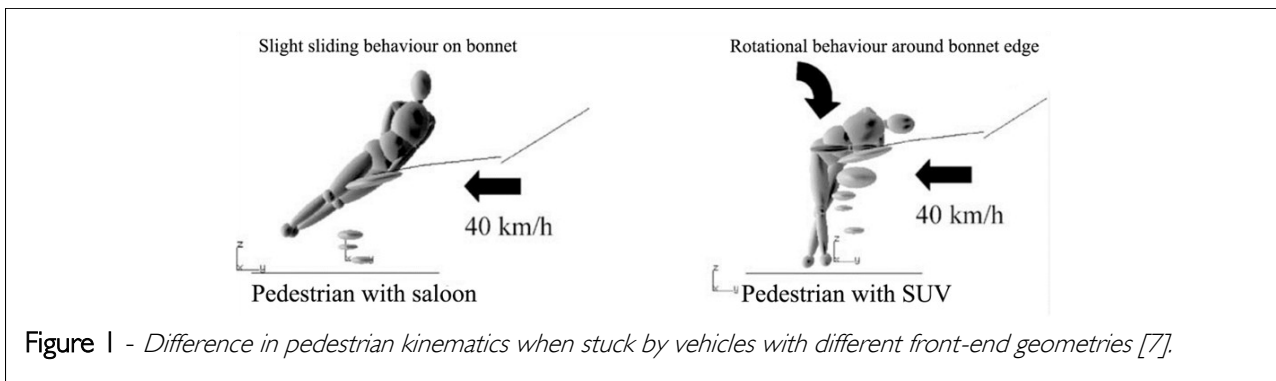 Slight sliding behaviour on bonnet
Rotational behaviour around bonnet edge
40 km/h
40 km/h
z
x
y
y
z
y
z
x
y
z
y
Pedestrian with saloon
Pedestrian with SUV
Figure 1 - Difference in pedestrian kinematics when stuck by vehicles with different front-end geometries [7].